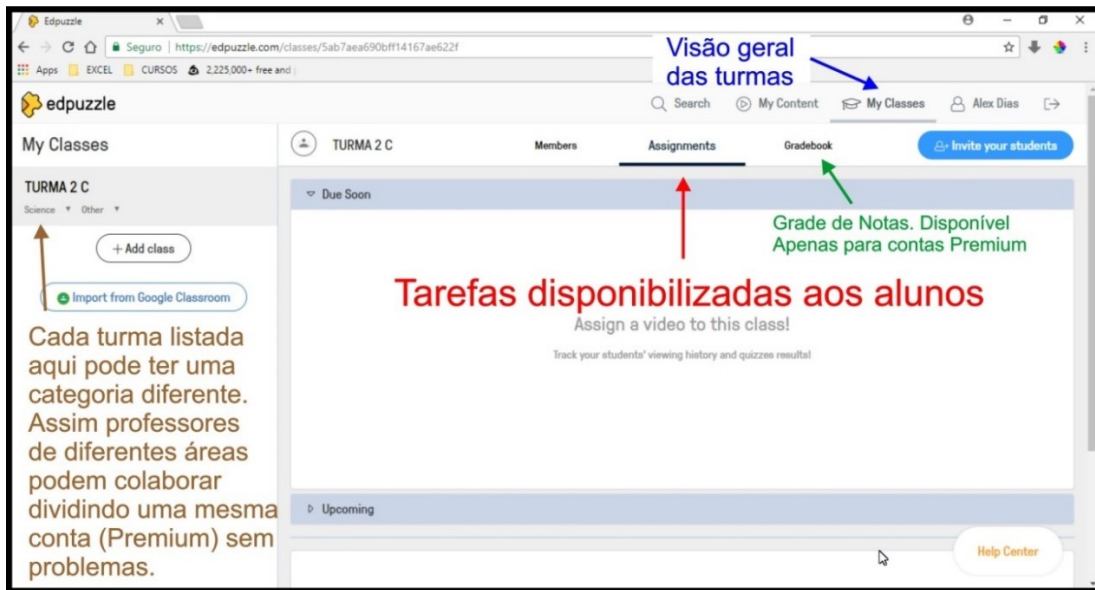 Edpuzzle
Seguro | https://edpuzzle.com/classes/5ab7aea690bff14167ae622f
Apps EXCEL CURSOS 2,225,000+ free and
Visão geral
das turmas
edpuzzle
Search My Content My Classes Alex Dias
My Classes
TURMA 2 C Members Assignments Gradebook Invite your students
TURMA 2 C
Science Other
Due Soon
+ Add class
Import from Google Classroom
Grade de Notas. Disponível
Apenas para contas Premium
Tarefas disponibilizadas aos alunos
Assign a video to this class!
Track your students' viewing history and quizzes results!
Cada turma listada
aqui pode ter uma
categoria diferente.
Assim professores
de diferentes áreas
podem colaborar
dividindo uma mesma
conta (Premium) sem
problemas.
Upcoming
Help Center